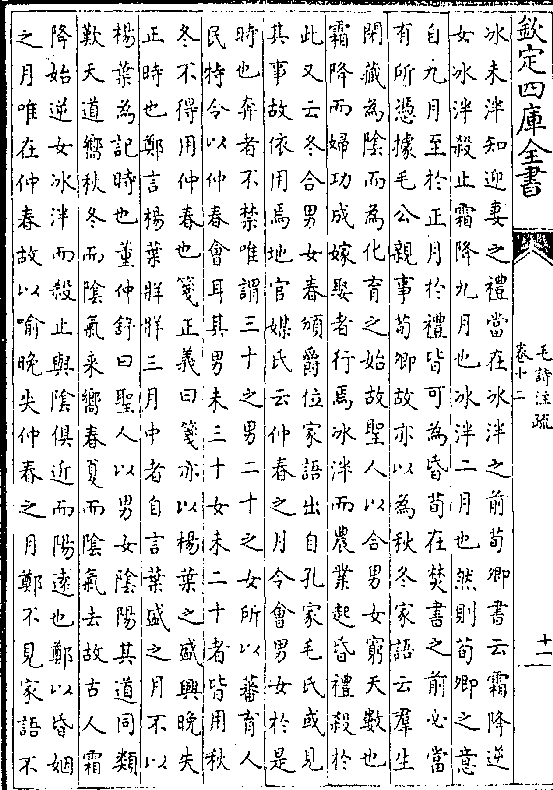 欽定四庫全書
毛詩注疏
卷十二
十一
冰未泮知迎妻之禮當在冰泮之前荀卿書云霜降逆
女冰泮殺止霜降九月也冰泮二月也然則荀卿之意
自九月至於正月於禮皆可為昏荀在焚書之前必當
有所憑據毛公親事荀卿故亦以為秋冬家語云羣生
閉藏為陰而為化育之始故聖人以合男女窮天數也
霜降而婦功成嫁娶者行焉冰泮而農業起昏禮殺於
此又云冬合男女春頒爵位家語出自孔家毛氏或見
其事故依用焉地官媒氏云仲春之月令會男女於是
時也奔者不禁唯謂三十之男二十之女所以蕃育人
民特令以仲春會耳其男未三十女未二十者皆用秋
冬不得用仲春也箋正義曰箋亦以楊葉之盛興晚失
正時也鄭言楊葉牂牂三月中者自言葉盛之月不以
楊葉為記時也董仲舒曰聖人以男女陰陽其道同類
歎天道嚮秋冬而陰氣来嚮春夏而陰氣去故古人霜
降始逆女冰泮而殺止與陰俱近而陽逺也鄭以昏姻
之月唯在仲春故以喻晚失仲春之月鄭不見家語不